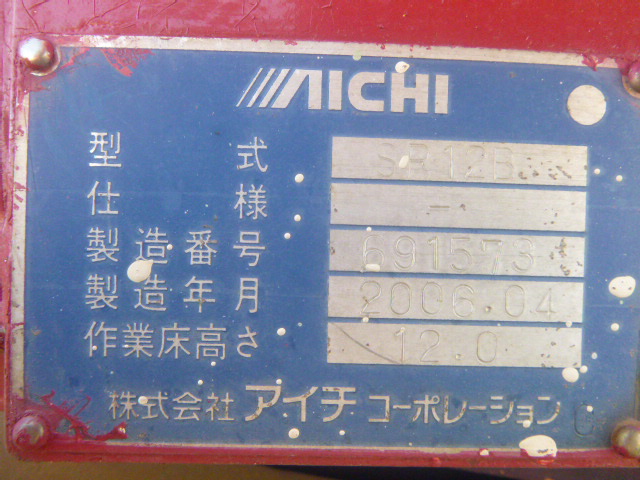 AICHI
型式 SR12B
仕様 -
製造番号 691573
製造年月 2006.04
作業床高さ 12.0
株式会社 アイチ コーポレーション C